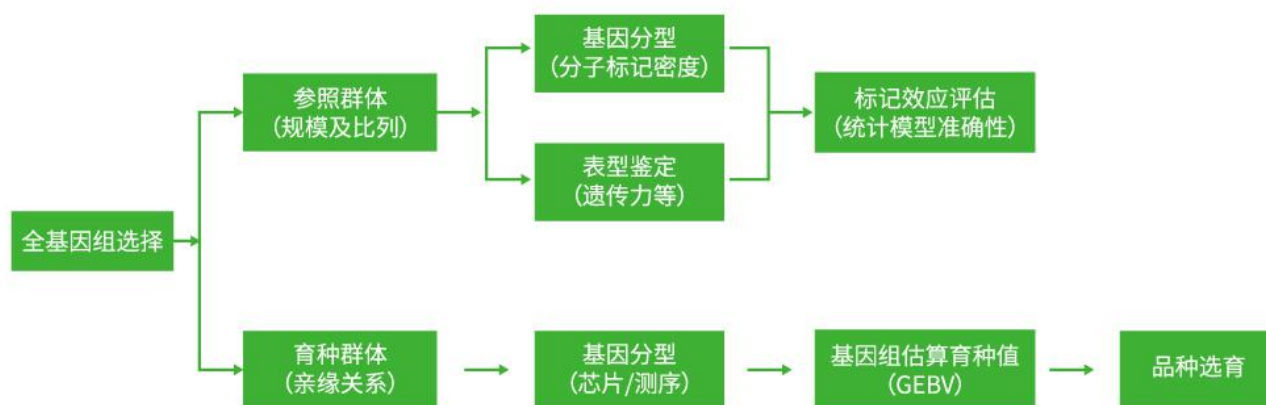 全基因组选择
参照群体
（规模及比列）
基因分型
（分子标记密度）
表型鉴定
（遗传力等）
标记效应评估
（统计模型准确性）
育种群体
（亲缘关系）
基因分型
（芯片/测序）
基因组估算育种值
（GEBV）
品种选育